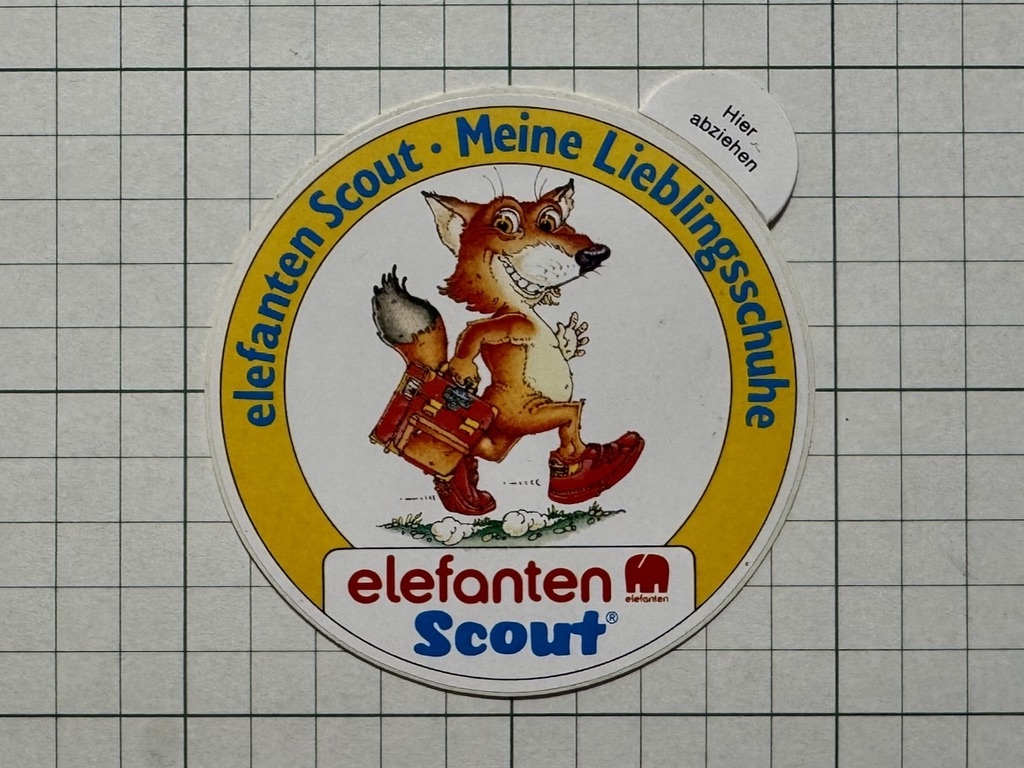 Hier
abziehen
elefanten Scout · Meine Lieblingsschuhe
elefanten
elefanten
Scout®